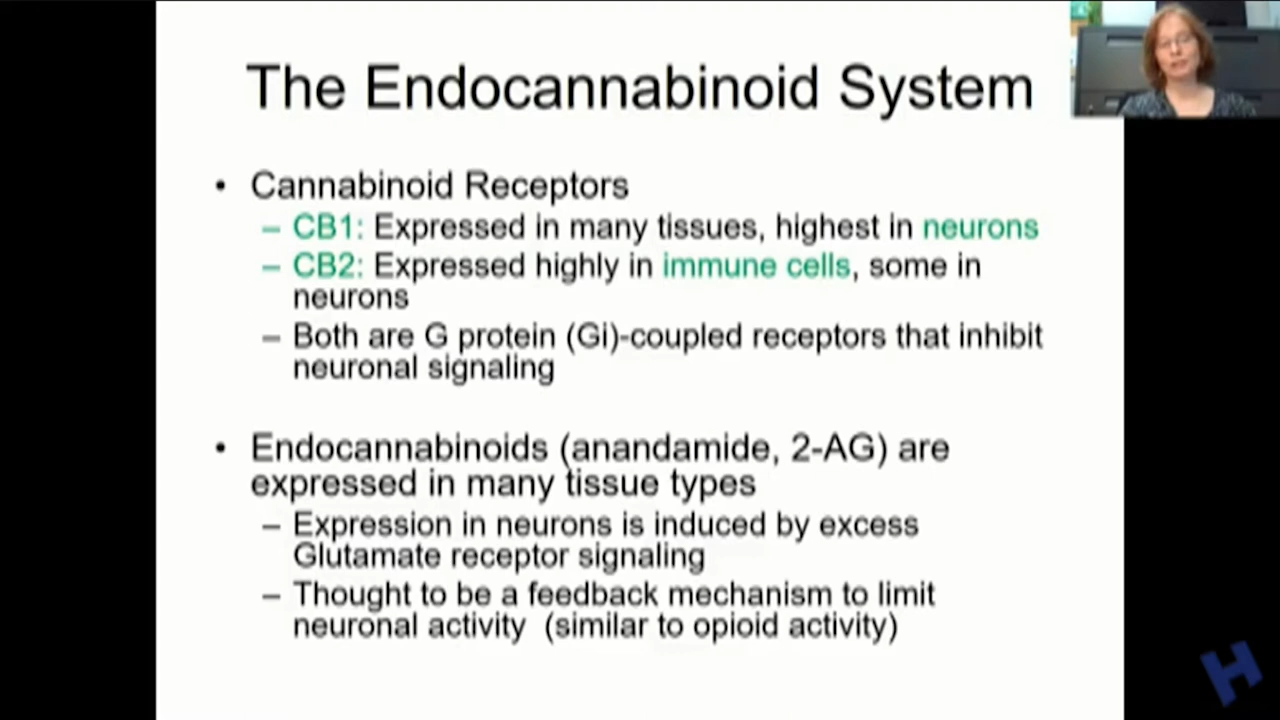 The Endocannabinoid System
• Cannabinoid Receptors
– CB1: Expressed in many tissues, highest in neurons
– CB2: Expressed highly in immune cells, some in
neurons
– Both are G protein (Gi)-coupled receptors that inhibit
neuronal signaling
• Endocannabinoids (anandamide, 2-AG) are
expressed in many tissue types
– Expression in neurons is induced by excess
Glutamate receptor signaling
– Thought to be a feedback mechanism to limit
neuronal activity (similar to opioid activity)
H